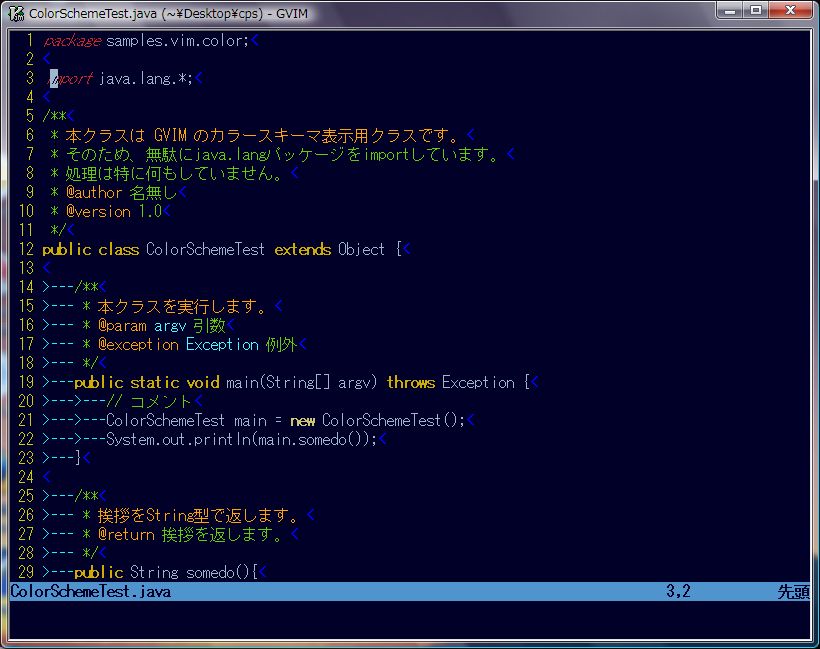 ColorSchemeTest.java (~¥Desktop¥cps) - GVIM
1 package samples.vim.color;<
2 <
3 import java.lang.*;<
4 <
5 /**<
6  * 本クラスは GVIM のカラースキーマ表示用クラスです。<
7  * そのため、無駄にjava.langパッケージをimportしています。<
8  * 処理は特に何もしていません。<
9  * @author 名無し<
10  * @version 1.0<
11  */<
12 public class ColorSchemeTest extends Object {<
13 <
14 >---/**<
15 >--- * 本クラスを実行します。<
16 >--- * @param argv 引数<
17 >--- * @exception Exception 例外<
18 >--- */<
19 >---public static void main(String[] argv) throws Exception {<
20 >--->---// コメント<
21 >--->---ColorSchemeTest main = new ColorSchemeTest();<
22 >--->---System.out.println(main.somedo());<
23 >---}<
24 <
25 >---/**<
26 >--- * 挨拶をString型で返します。<
27 >--- * @return 挨拶を返します。<
28 >--- */<
29 >---public String somedo(){<
ColorSchemeTest.java 3,2 先頭